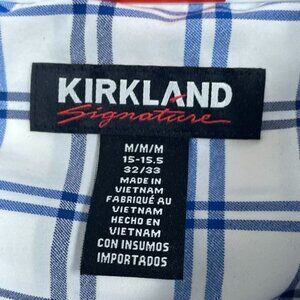 KIRKLAND
Signature
M/M/M
15-15.5
32/33
MADE IN
VIETNAM
FABRIQUÉ AU
VIETNAM
HECHO EN
VIETNAM
CON INSUMOS
IMPORTADOS